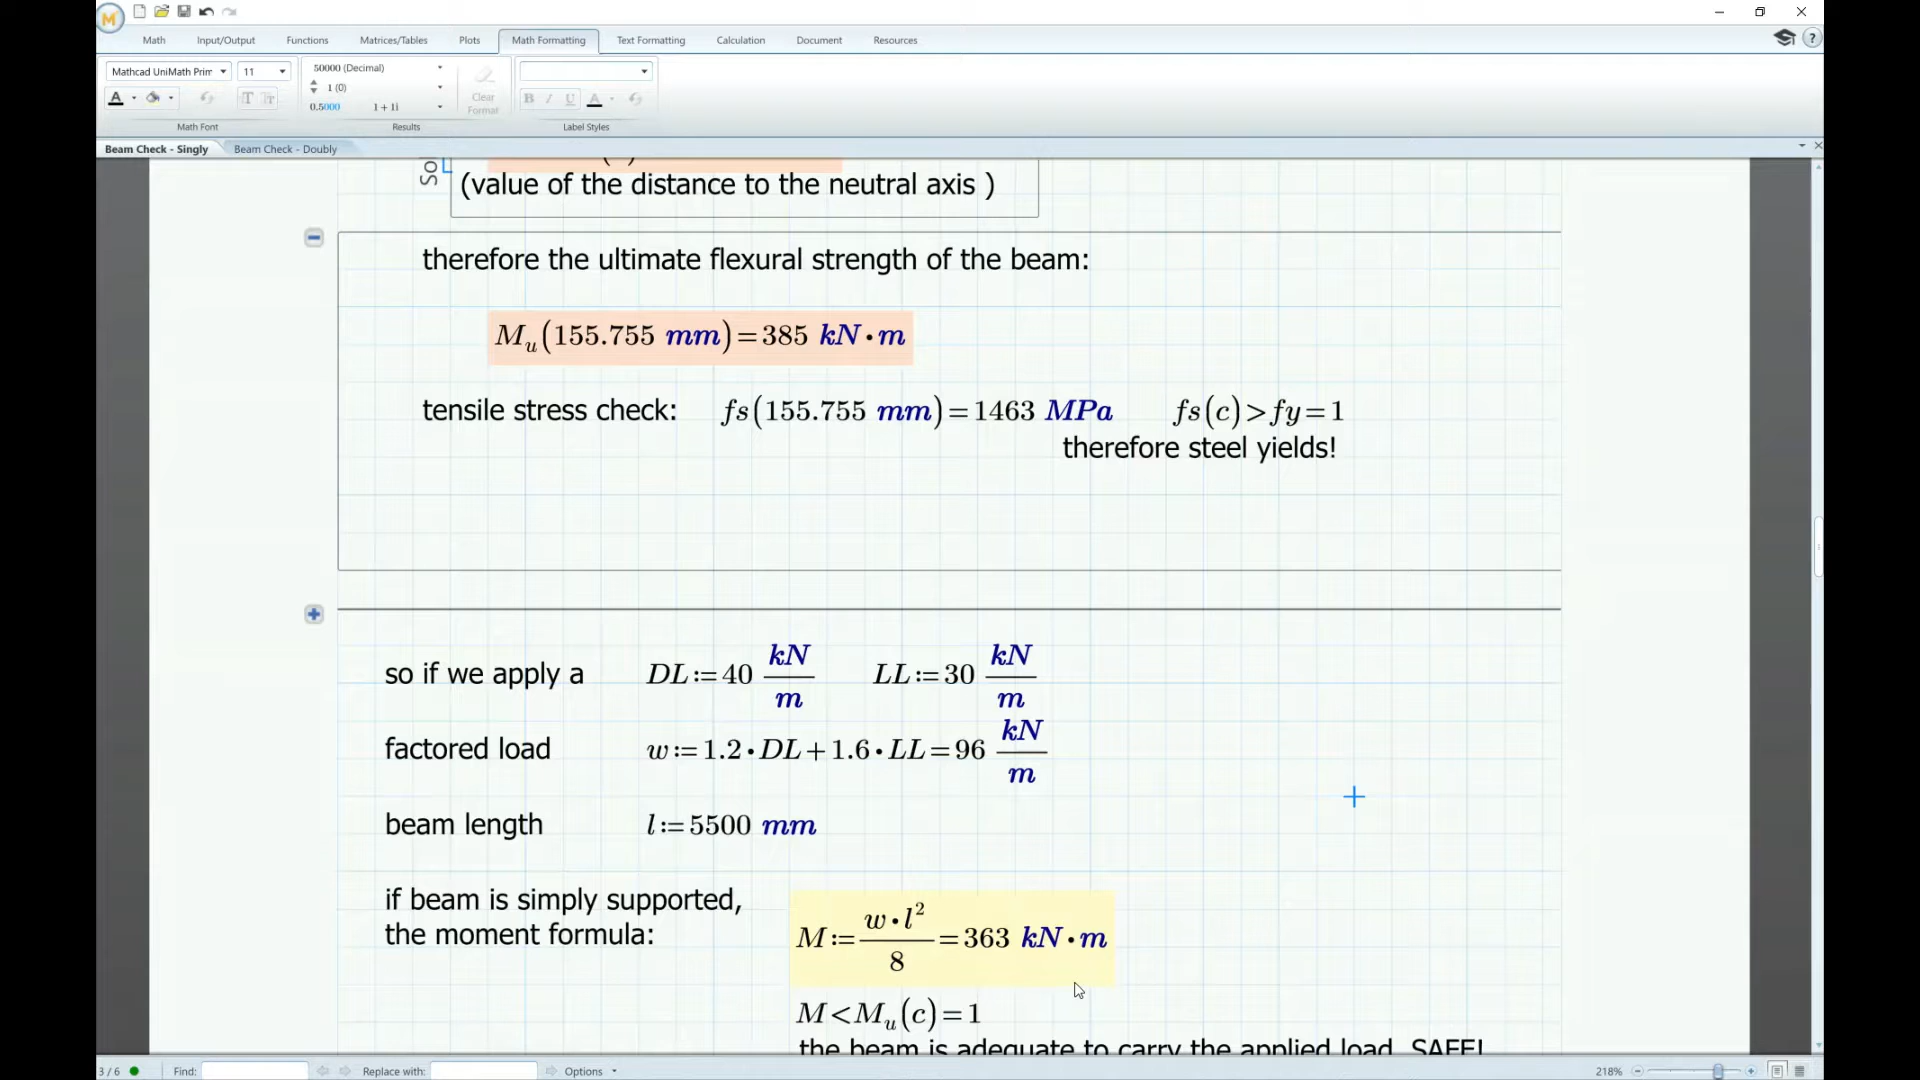 Math Input/Output Functions Matrices/Tables Plots Math Formatting Text Formatting Calculation Document Resources
Mathcad UniMath Prim 11
50000 (Decimal)
1 (0)
0.5000 1 + 1i
Clear
Format
B I U A
Math Font Results Label Styles
Beam Check - Singly Beam Check - Doubly
So
(value of the distance to the neutral axis )
therefore the ultimate flexural strength of the beam:
M_u(155.755 mm)=385 kN·m
tensile stress check: fs(155.755 mm)=1463 MPa fs(c)>fy=1
therefore steel yields!
so if we apply a DL:=40 kN/m LL:=30 kN/m
factored load w:=1.2·DL+1.6·LL=96 kN/m
beam length l:=5500 mm
if beam is simply supported,
the moment formula:
M:=w·l²/8=363 kN·m
M<M_u(c)=1
the beam is adequate to carry the applied load, SAFE!
3 / 6 Find: Replace with: Options 218%